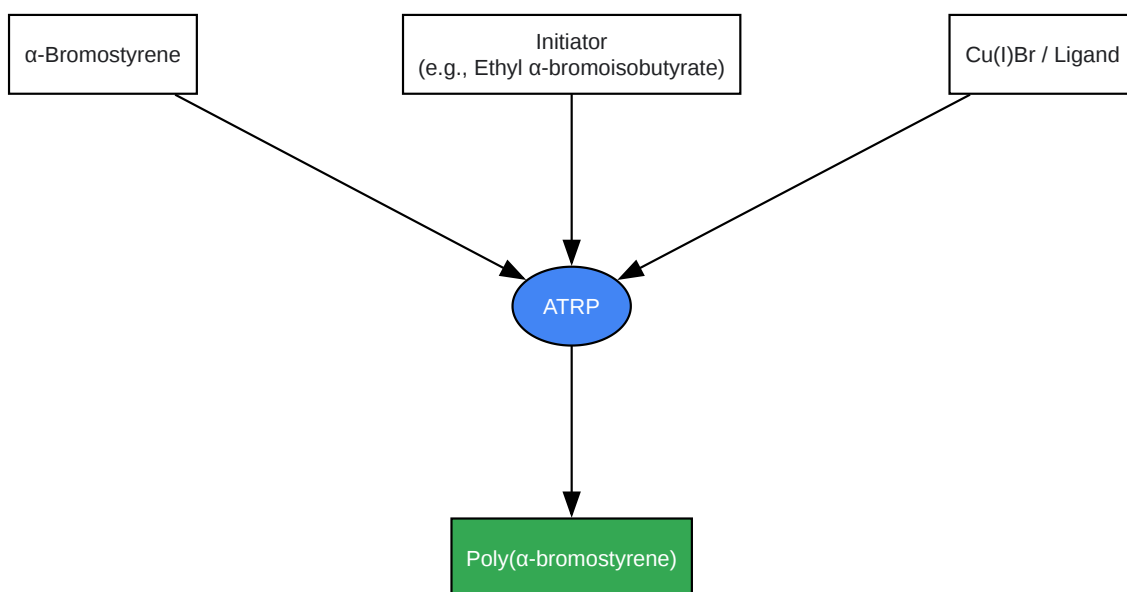 α-Bromostyrene
Initiator
(e.g., Ethyl α-bromoisobutyrate)
Cu(I)Br / Ligand
ATRP
Poly(α-bromostyrene)